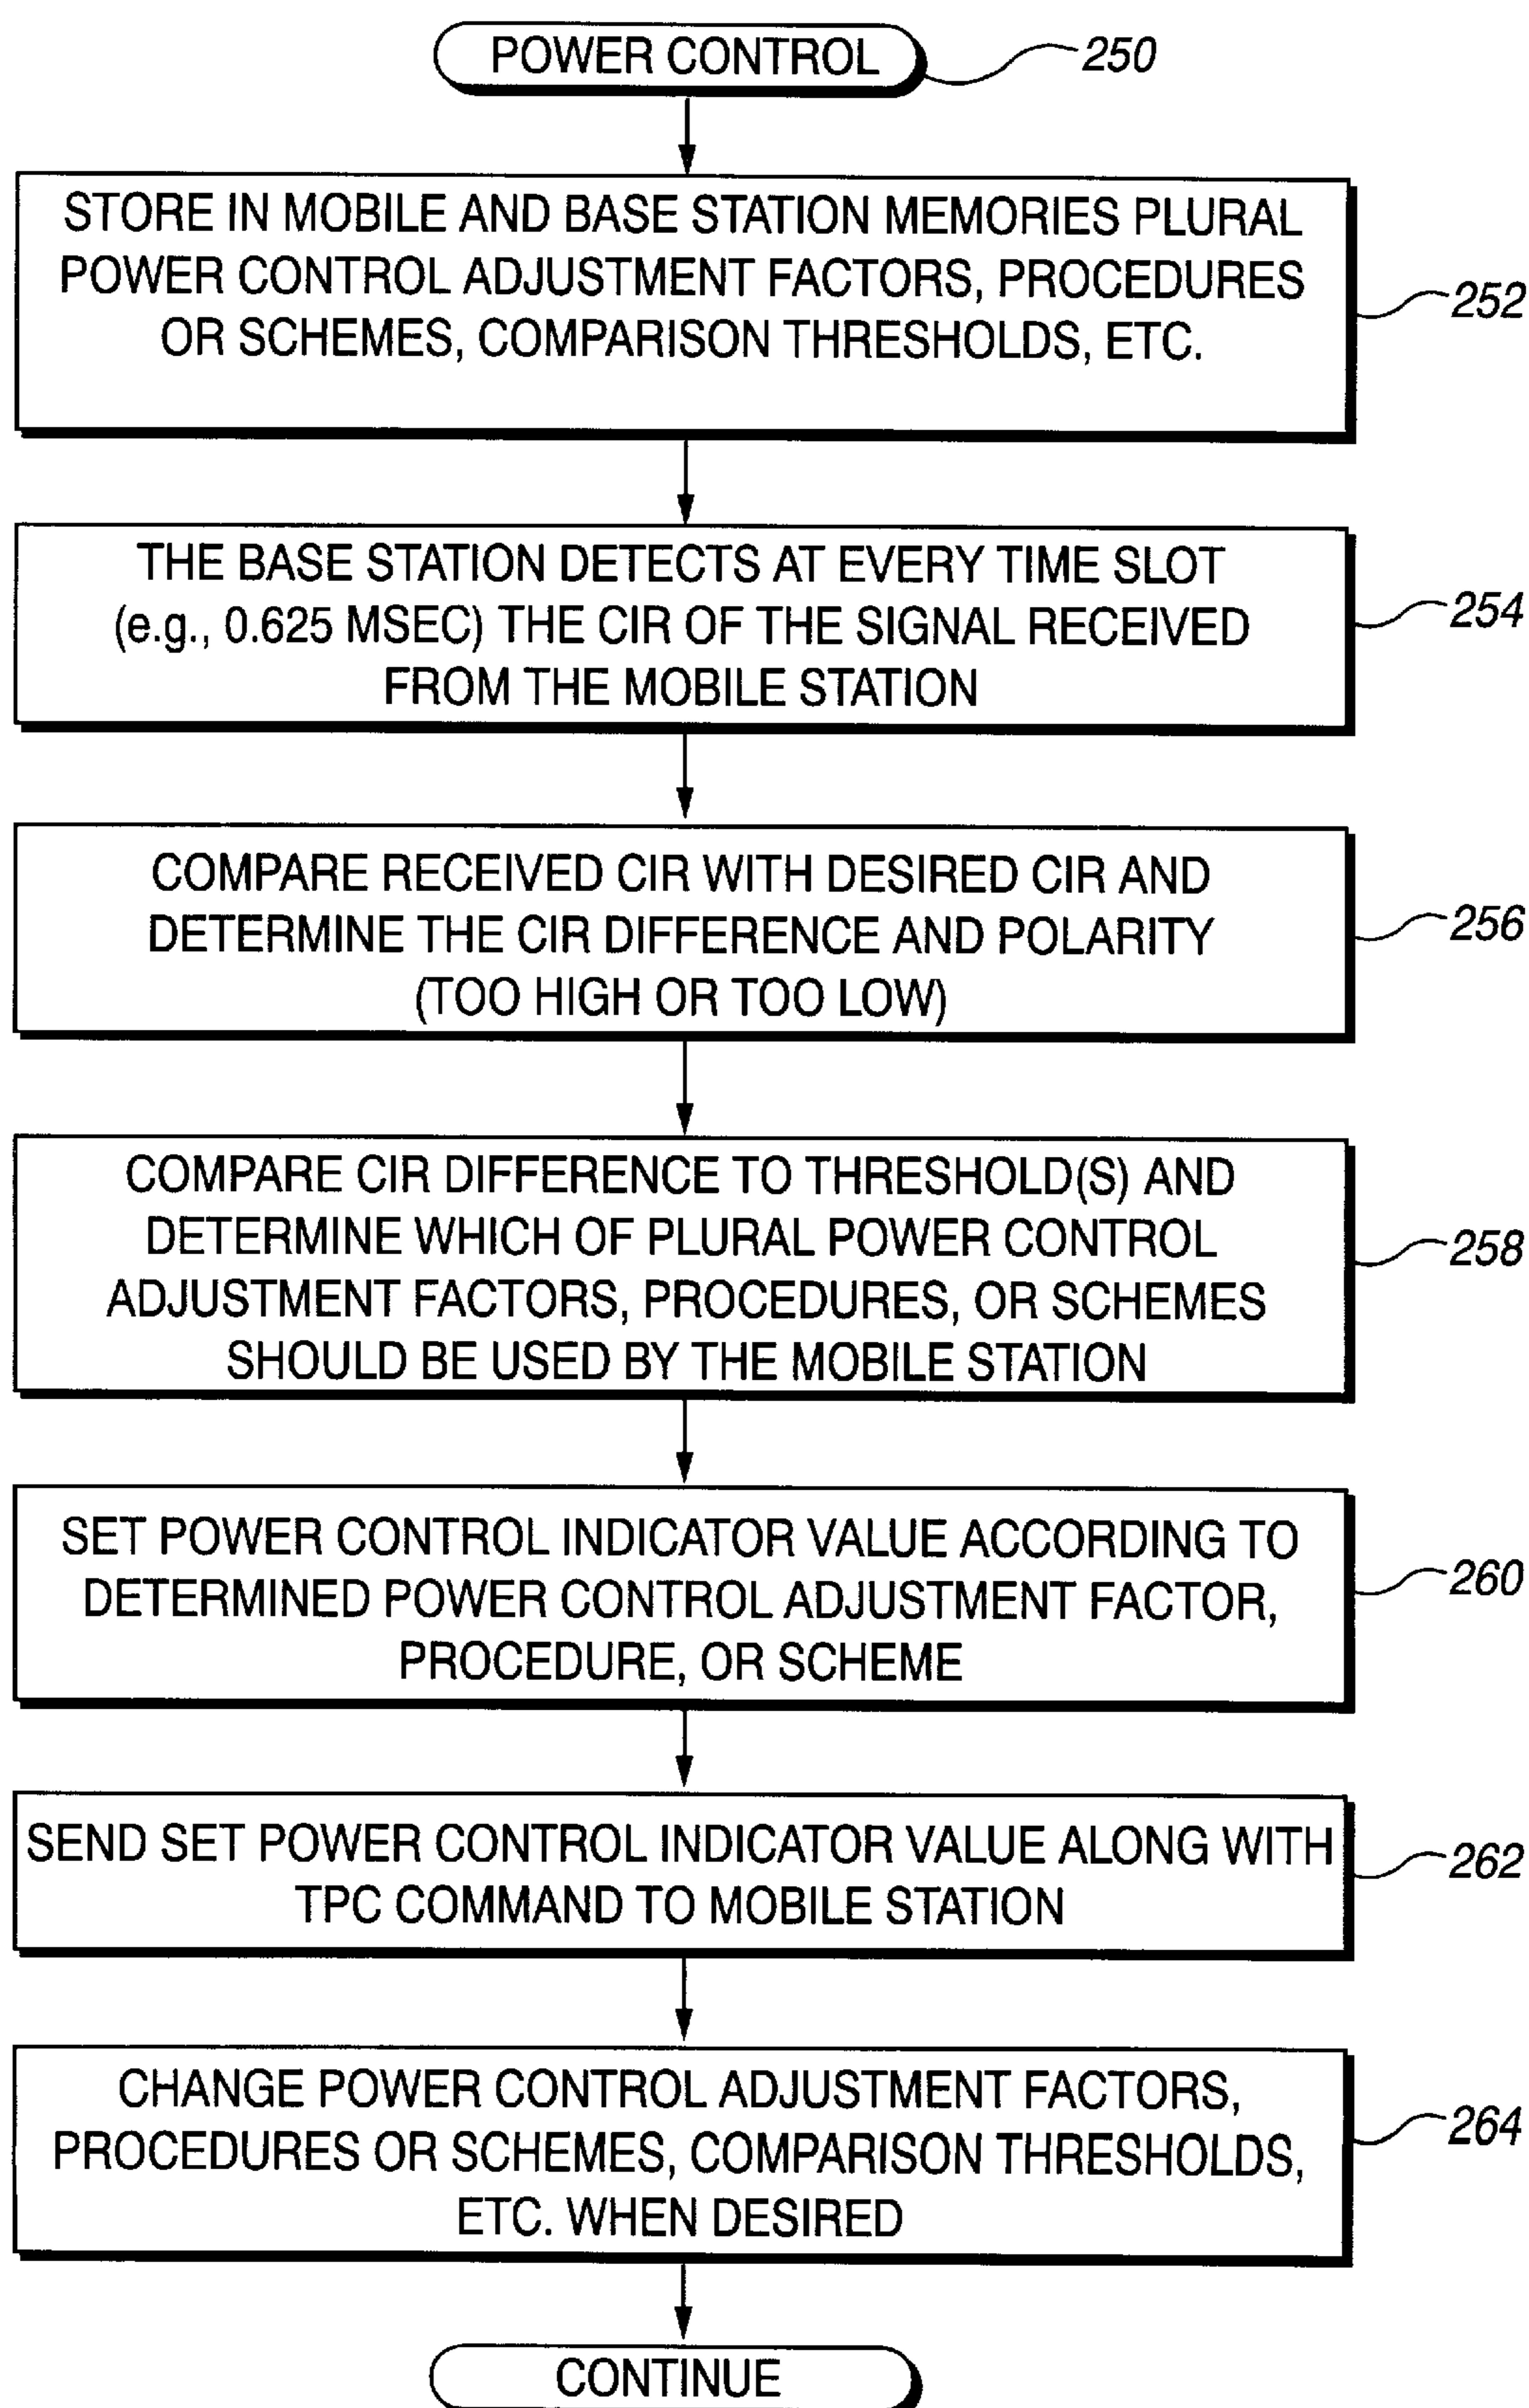 POWER CONTROL
250
STORE IN MOBILE AND BASE STATION MEMORIES PLURAL
POWER CONTROL ADJUSTMENT FACTORS, PROCEDURES
OR SCHEMES, COMPARISON THRESHOLDS, ETC.
252
THE BASE STATION DETECTS AT EVERY TIME SLOT
(e.g., 0.625 MSEC) THE CIR OF THE SIGNAL RECEIVED
FROM THE MOBILE STATION
254
COMPARE RECEIVED CIR WITH DESIRED CIR AND
DETERMINE THE CIR DIFFERENCE AND POLARITY
(TOO HIGH OR TOO LOW)
256
COMPARE CIR DIFFERENCE TO THRESHOLD(S) AND
DETERMINE WHICH OF PLURAL POWER CONTROL
ADJUSTMENT FACTORS, PROCEDURES, OR SCHEMES
SHOULD BE USED BY THE MOBILE STATION
258
SET POWER CONTROL INDICATOR VALUE ACCORDING TO
DETERMINED POWER CONTROL ADJUSTMENT FACTOR,
PROCEDURE, OR SCHEME
260
SEND SET POWER CONTROL INDICATOR VALUE ALONG WITH
TPC COMMAND TO MOBILE STATION
262
CHANGE POWER CONTROL ADJUSTMENT FACTORS,
PROCEDURES OR SCHEMES, COMPARISON THRESHOLDS,
ETC. WHEN DESIRED
264
CONTINUE